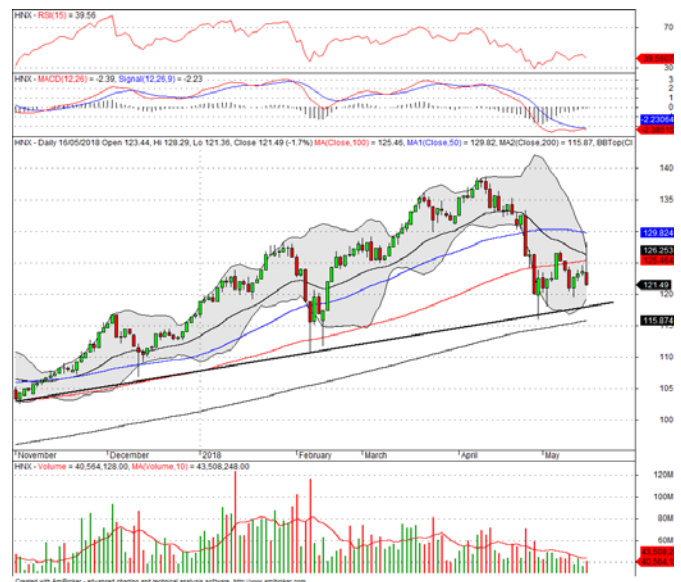 HNX - RSI(15) = 39.56
70
39.5607
30
HNX - MACD(12,26) = -2.39, Signal(12,26,9) = -2.23
3
2
1
0
-2.23064
-2.38515
HNX - Daily 16/05/2018 Open 123.44, Hi 128.29, Lo 121.36, Close 121.49 (-1.7%) MA(Close,100) = 125.46, MA1(Close,50) = 129.82, MA2(Close,200) = 115.87, BBTop(Cl
140
135
129.824
126.253
121.49
120
115.874
110
105
100
November December 2018 February March April May
HNX - Volume = 40,564,128.00, MA(Volume,10) = 43,508,248.00
120M
100M
80M
60M
Created with AmiBroker - advanced charting and technical analysis software. http://www.amibroker.com